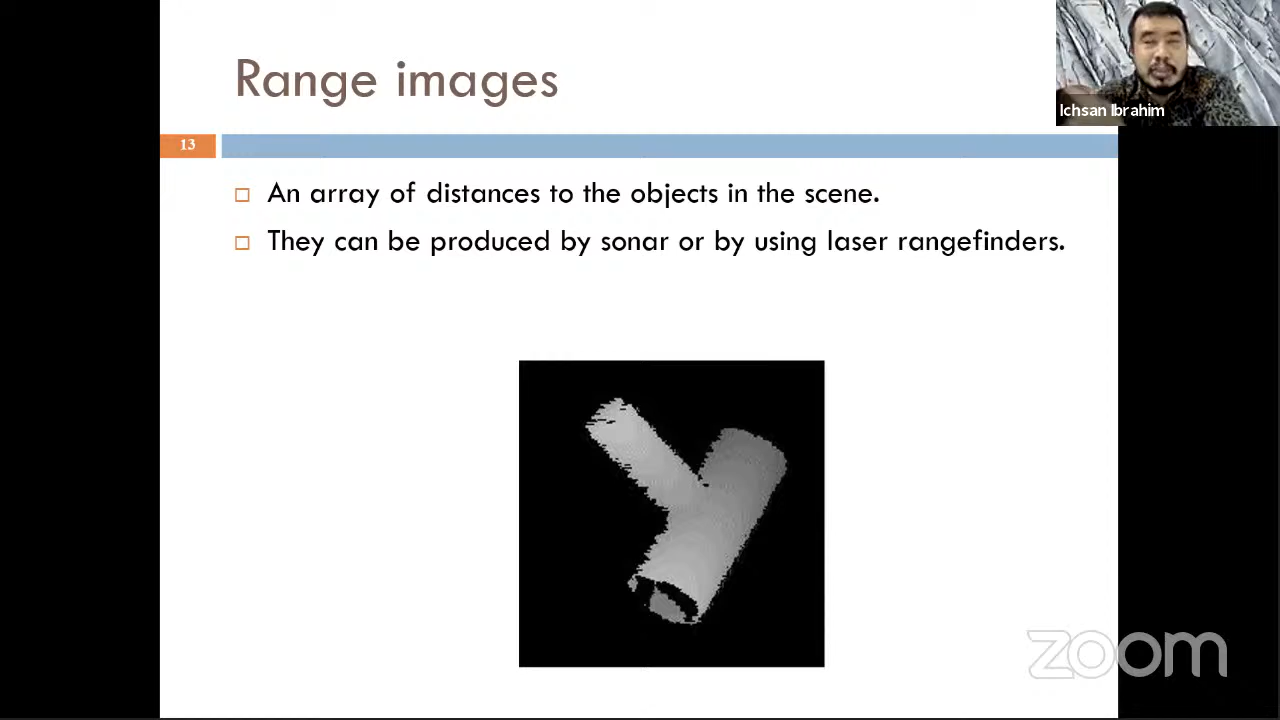 Range images
Ichsan Ibrahim
13
An array of distances to the objects in the scene.
They can be produced by sonar or by using laser rangefinders.
zoom